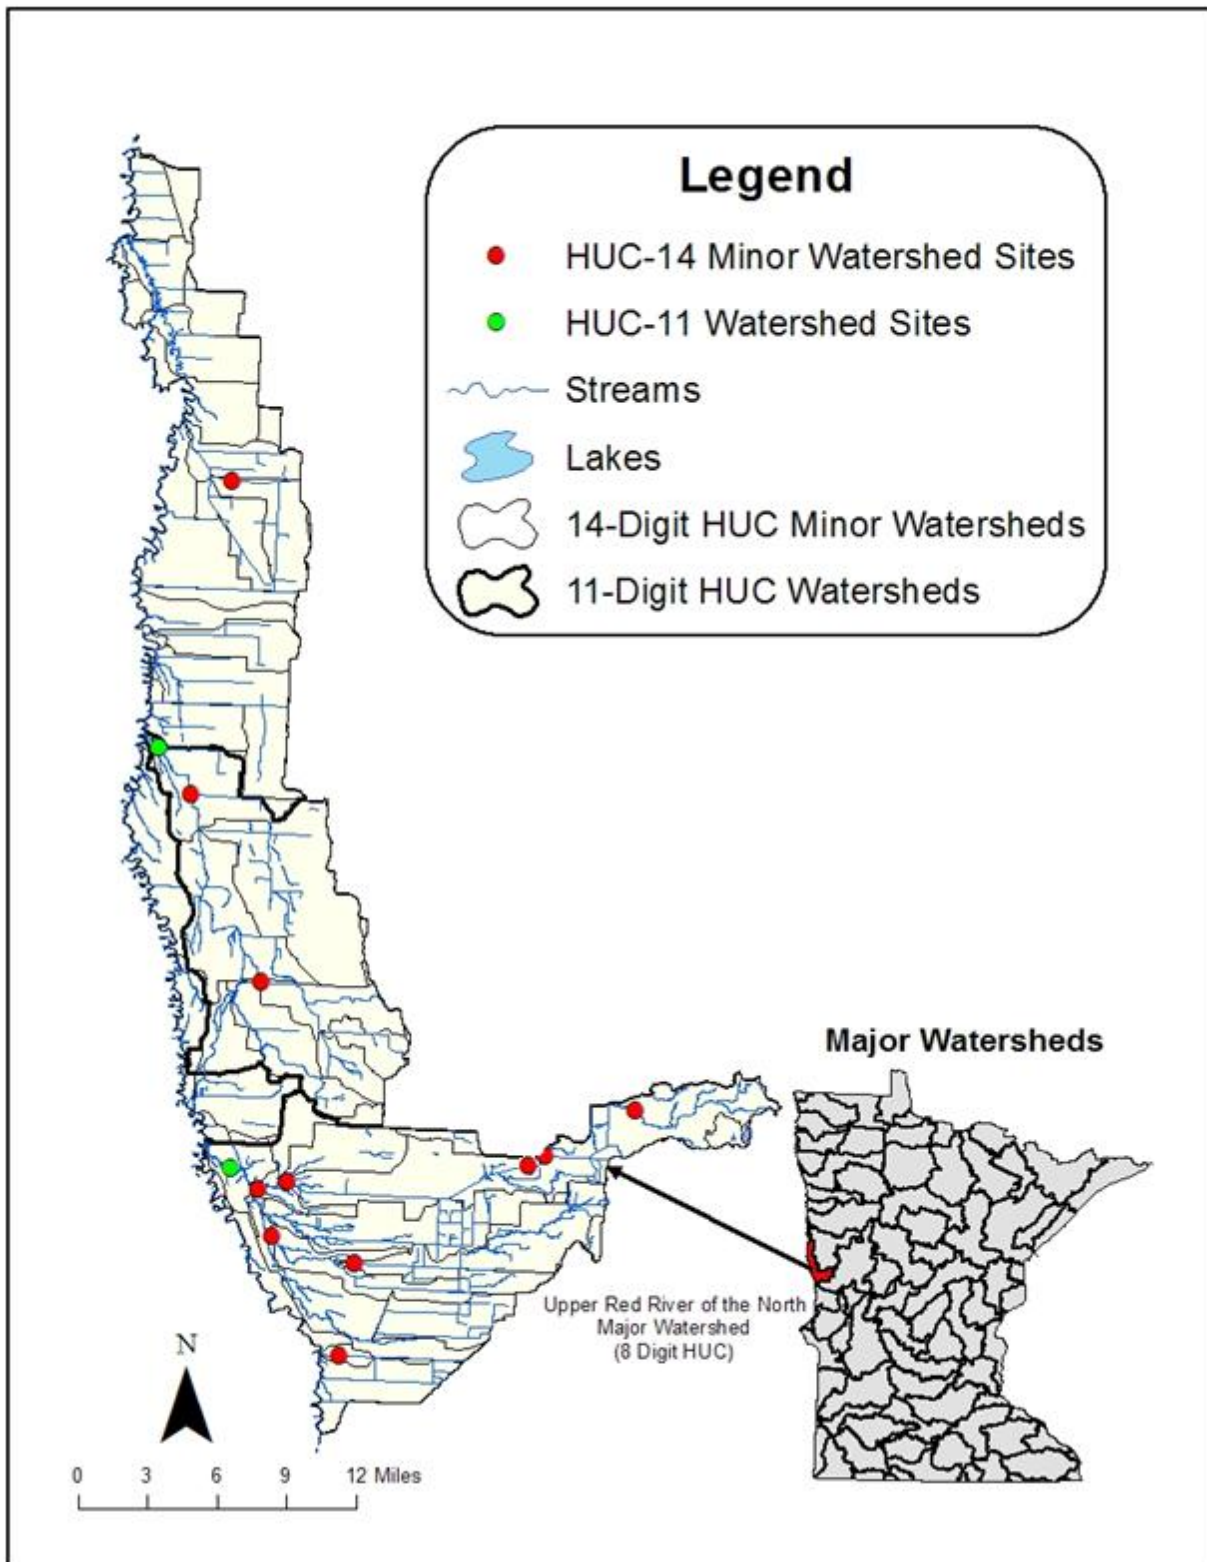 Legend
HUC-14 Minor Watershed Sites
HUC-11 Watershed Sites
Streams
Lakes
14-Digit HUC Minor Watersheds
11-Digit HUC Watersheds
Major Watersheds
Upper Red River of the North
Major Watershed
(8 Digit HUC)
N
0 3 6 9 12 Miles